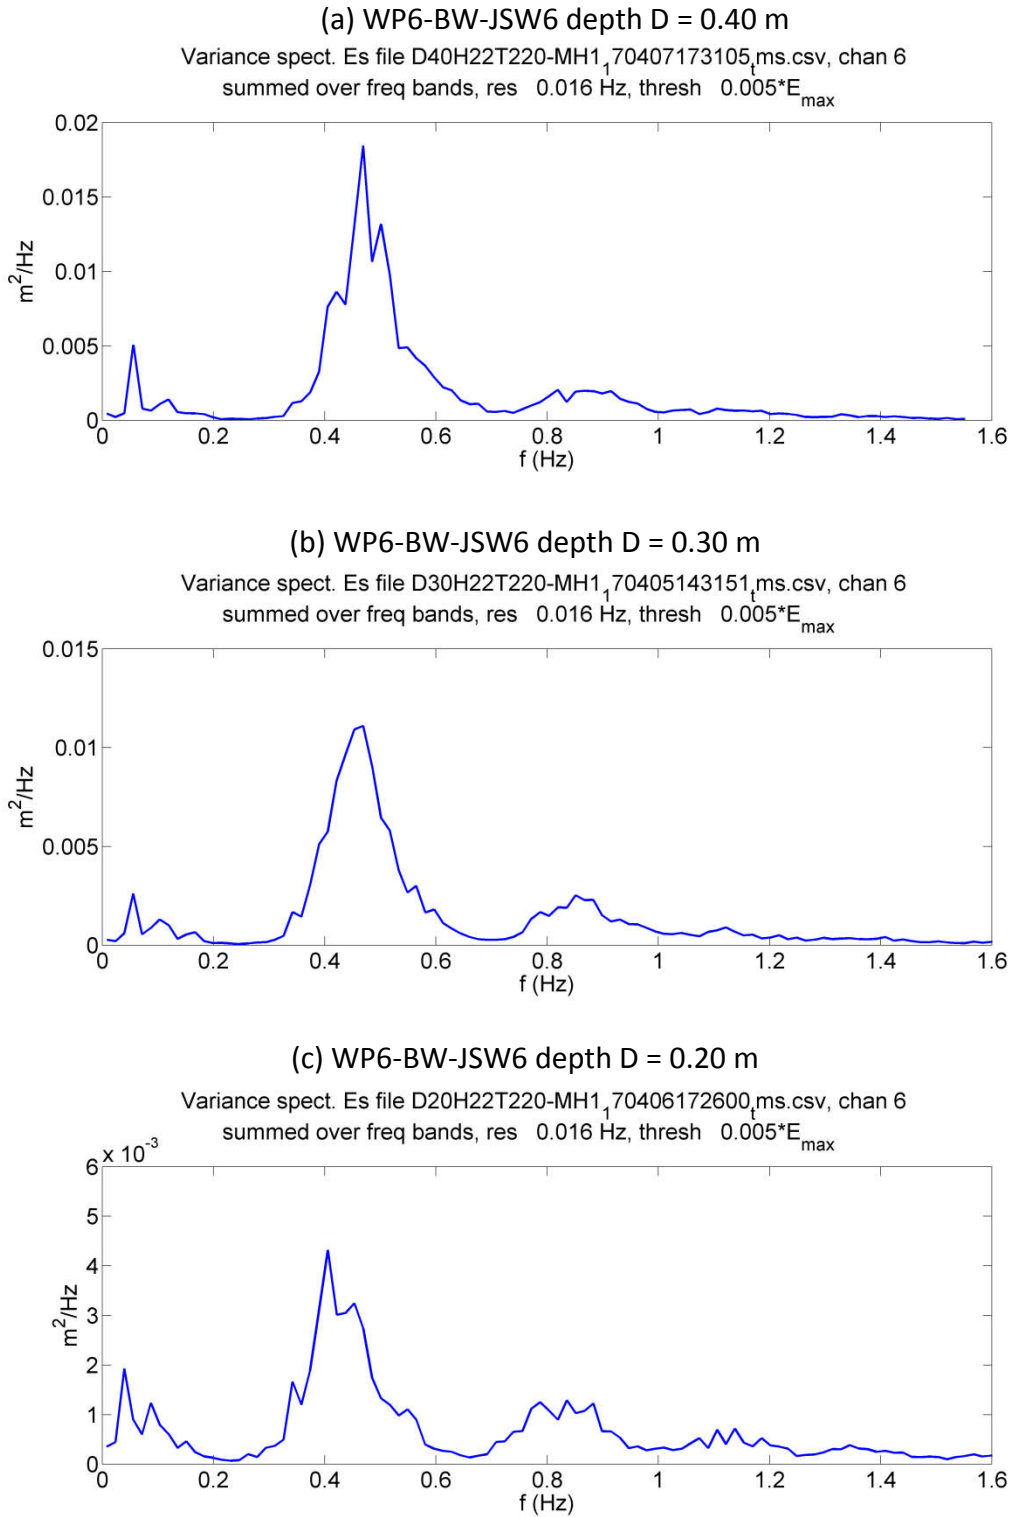 (a) WP6-BW-JSW6 depth D = 0.40 m
Variance spect. Es file D40H22T220-MH1₁70407173105ₜms.csv, chan 6
summed over freq bands, res 0.016 Hz, thresh 0.005*E_max
0.02
0.015
0.01
0.005
0
m²/Hz
0 0.2 0.4 0.6 0.8 1 1.2 1.4 1.6
f (Hz)
(b) WP6-BW-JSW6 depth D = 0.30 m
Variance spect. Es file D30H22T220-MH1₁70405143151ₜms.csv, chan 6
summed over freq bands, res 0.016 Hz, thresh 0.005*E_max
0.015
0.01
0.005
0
m²/Hz
0 0.2 0.4 0.6 0.8 1 1.2 1.4 1.6
f (Hz)
(c) WP6-BW-JSW6 depth D = 0.20 m
Variance spect. Es file D20H22T220-MH1₁70406172600ₜms.csv, chan 6
summed over freq bands, res 0.016 Hz, thresh 0.005*E_max
x 10⁻³
6
5
4
3
2
1
0
m²/Hz
0 0.2 0.4 0.6 0.8 1 1.2 1.4 1.6
f (Hz)